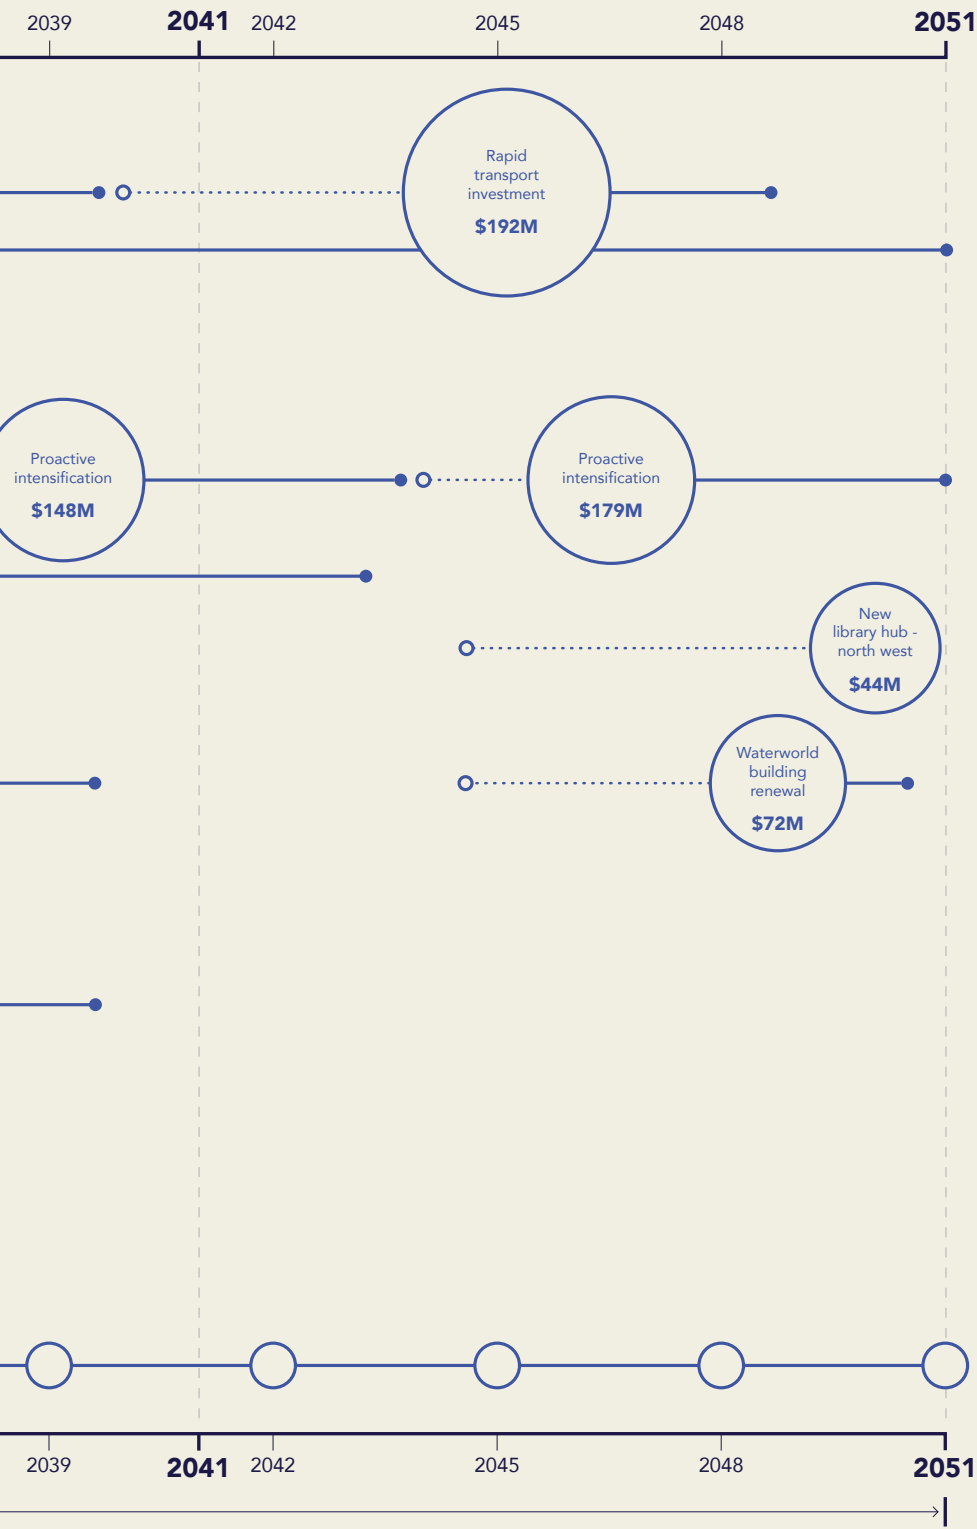 2039 2041 2042 2045 2048 2051
Rapid
transport
investment
$192M
Proactive
intensification
$148M
Proactive
intensification
$179M
New
library hub -
north west
$44M
Waterworld
building
renewal
$72M
2039 2041 2042 2045 2048 2051